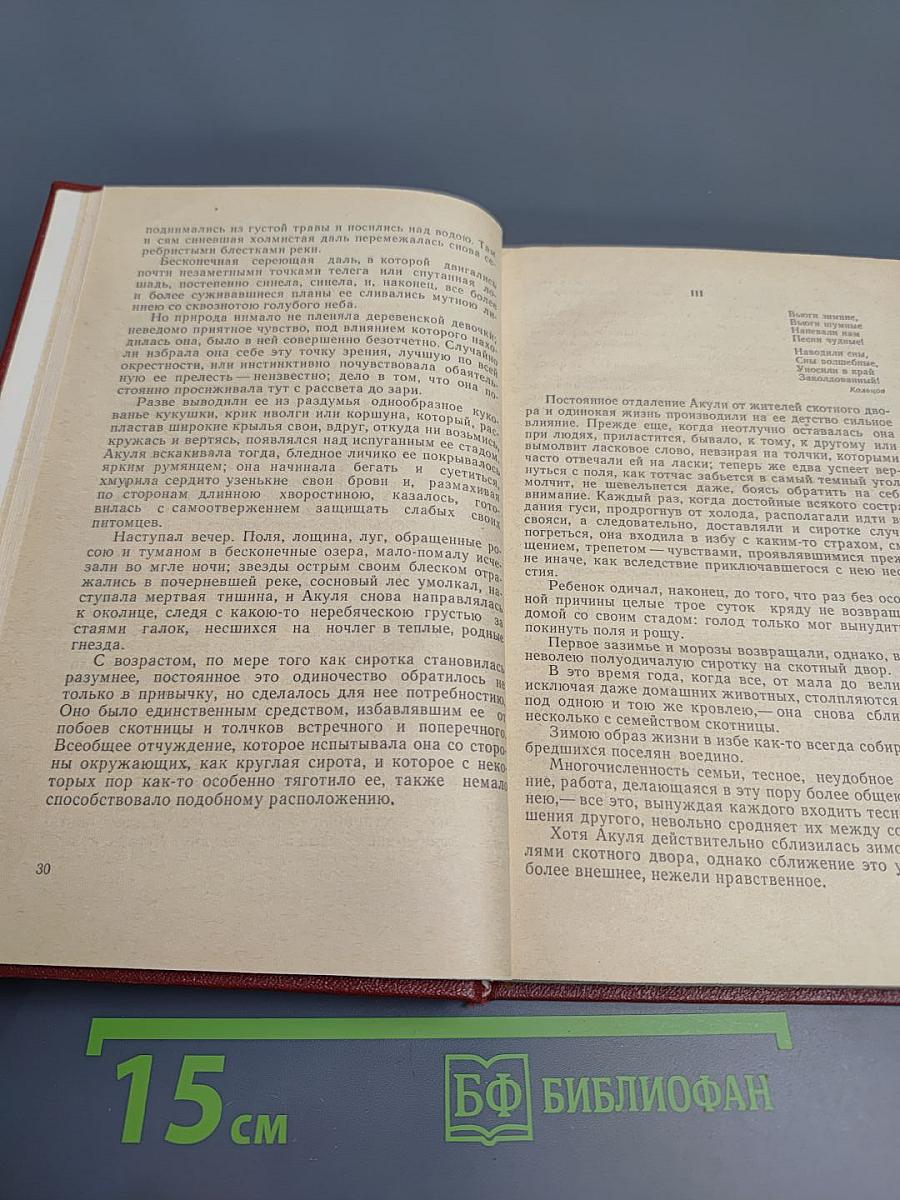 поднимались из густой травы и носились над водою. Там
и сям синевшая холмистая даль перемежалась снова се-
ребристыми блестками реки.
Бесконечная сереющая даль, в которой двигались
почти незаметными точками телега или спутанная ло-
шадь, постепенно синела, синела, и, наконец, все более
и более суживавшиеся планы ее сливались мутною ли-
ниею со сквознотою голубого неба.
Но природа нимало не пленяла деревенской девочки;
неведомо приятное чувство, под влиянием которого нахо-
дилась она, было в ней совершенно безотчетно. Случайно
ли избрала она себе эту точку зрения, лучшую по всей
окрестности, или инстинктивно почувствовала обаятель-
ную ее прелесть — неизвестно; дело в том, что она по-
стоянно просиживала тут с рассвета до зари.
Разве выводили ее из раздумья однообразное куко-
ванье кукушки, крик иволги или коршуна, который, рас-
пластав широкие крылья свои, вдруг, откуда ни возьмись,
кружась и вертясь, появлялся над испуганным ее стадом.
Акуля вскакивала тогда, бледное личико ее покрывалось
ярким румянцем; она начинала бегать и суетиться,
хмурила сердито узенькие свои брови и, размахивая
по сторонам длинною хворостиною, казалось, гото-
вилась с самоотвержением защищать слабых своих
питомцев.
Наступал вечер. Поля, лощина, луг, обращенные ро-
сою и туманом в бесконечные озера, мало-помалу исче-
зали во мгле ночи; звезды острым своим блеском отра-
жались в почерневшей реке, сосновый лес умолкал, на-
ступала мертвая тишина, и Акуля снова направлялась
к околице, следя с какою-то неребяческою грустью за
стаями галок, несшихся на ночлег в теплые, родные
гнезда.
С возрастом, по мере того как сиротка становилась
разумнее, постоянное это одиночество обратилось не
только в привычку, но сделалось для нее потребностию.
Оно было единственным средством, избавлявшим ее от
побоев скотницы и толчков встречного и поперечного.
Всеобщее отчуждение, которое испытывала она со сторо-
ны окружающих, как круглая сирота, и которое с неко-
торых пор как-то особенно тяготило ее, также немало
способствовало подобному расположению.
30
III
Вьюги зимние,
Вьюги шумные
Напевали нам
Песни чудные!
Наводили сны,
Сны волшебные,
Уносили в край
Заколдованный!
Кольцов
Постоянное отдаление Акули от жителей скотного дво-
ра и одинокая жизнь производили на ее детство сильное
влияние. Прежде еще, когда неотлучно оставалась она
при людях, приластится, бывало, к тому, к другому или
вымолвит ласковое слово, невзирая на толчки, которыми
часто отвечали ей на ласки; теперь же едва успеет вер-
нуться с поля, как тотчас забьется в самый темный угол
молчит, не шевельнется даже, боясь обратить на себ
внимание. Каждый раз, когда достойные всякого состра
дания гуси, продрогнув от холода, располагали идти в
свояси, а следовательно, доставляли и сиротке случ
погреться, она входила в избу с каким-то страхом, см
щением, трепетом — чувствами, проявлявшимися преж
не иначе, как вследствие приключавшегося с нею нес
стия.
Ребенок одичал, наконец, до того, что раз без осо
ной причины целые трое суток кряду не возвращ
домой со своим стадом: голод только мог вынудит
покинуть поля и рощу.
Первое зазимье и морозы возвращали, однако, в
неволею полуодичалую сиротку на скотный двор.
В это время года, когда все, от мала до вели
исключая даже домашних животных, столпляются
под одною и тою же кровлею,— она снова сбли
несколько с семейством скотницы.
Зимою образ жизни в избе как-то всегда собир
бредшихся поселян воедино.
Многочисленность семьи, тесное, неудобное
ние, работа, делающаяся в эту пору более общею
нею,— все это, вынуждая каждого входить тесн
шения другого, невольно сродняет их между со
Хотя Акуля действительно сблизилась зимо
лями скотного двора, однако сближение это у
более внешнее, нежели нравственное.
15 см
БФ БИБЛИОФАН